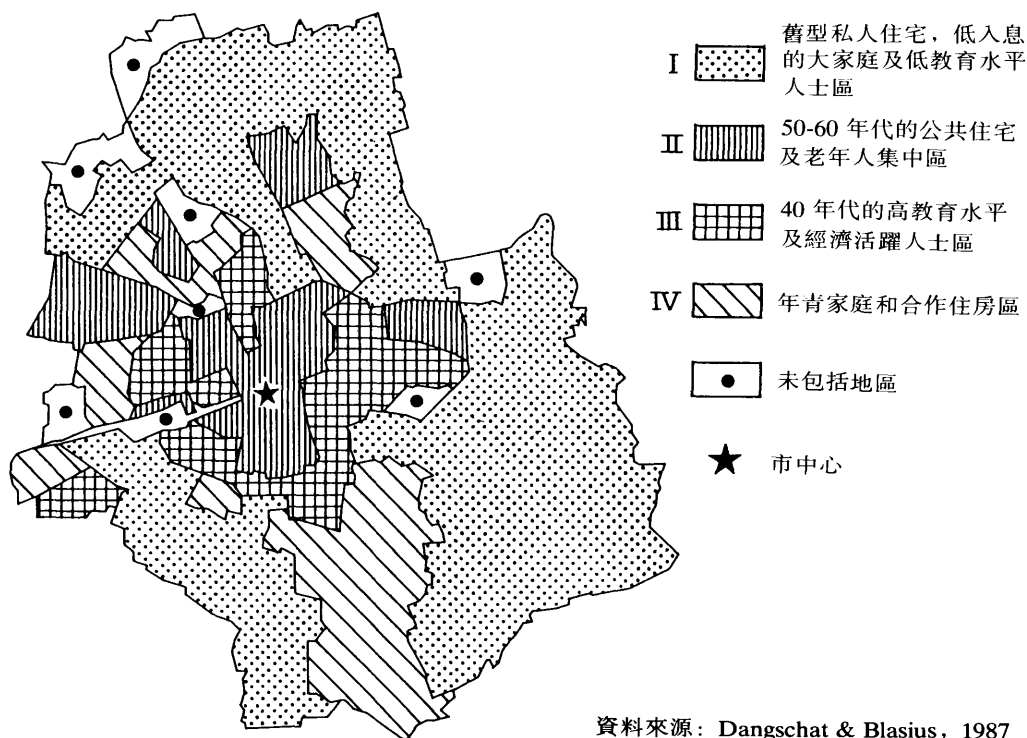 I
舊型私人住宅，低入息
的大家庭及低教育水平
人士區
II
50-60 年代的公共住宅
及老年人集中區
III
40 年代的高教育水平
及經濟活躍人士區
IV
年青家庭和合作住房區
未包括地區
市中心
資料來源：Dangschat & Blasius，1987